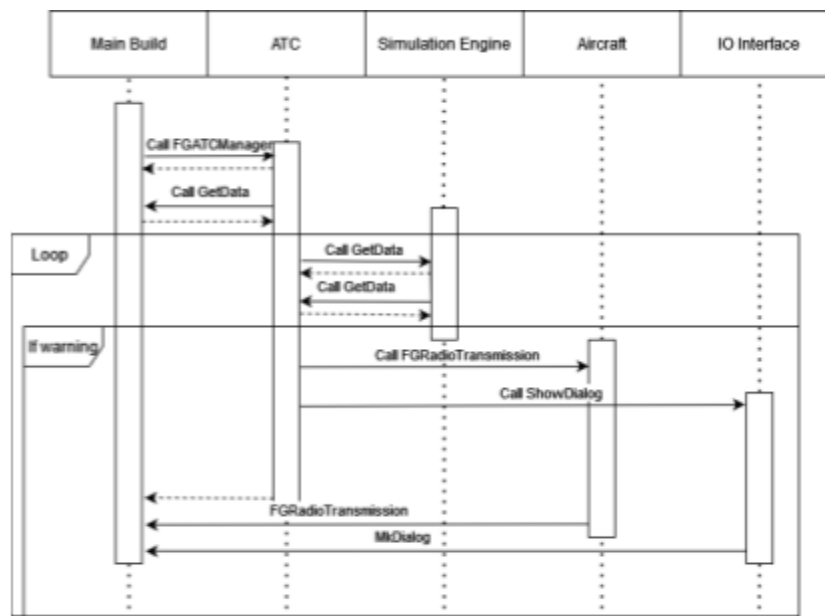 Main Build
ATC
Simulation Engine
Aircraft
IO Interface
Call FGATCManager
Call GetData
Loop
Call GetData
Call GetData
If warning
Call FGRadioTransmission
Call ShowDialog
FGRadioTransmission
MkDialog